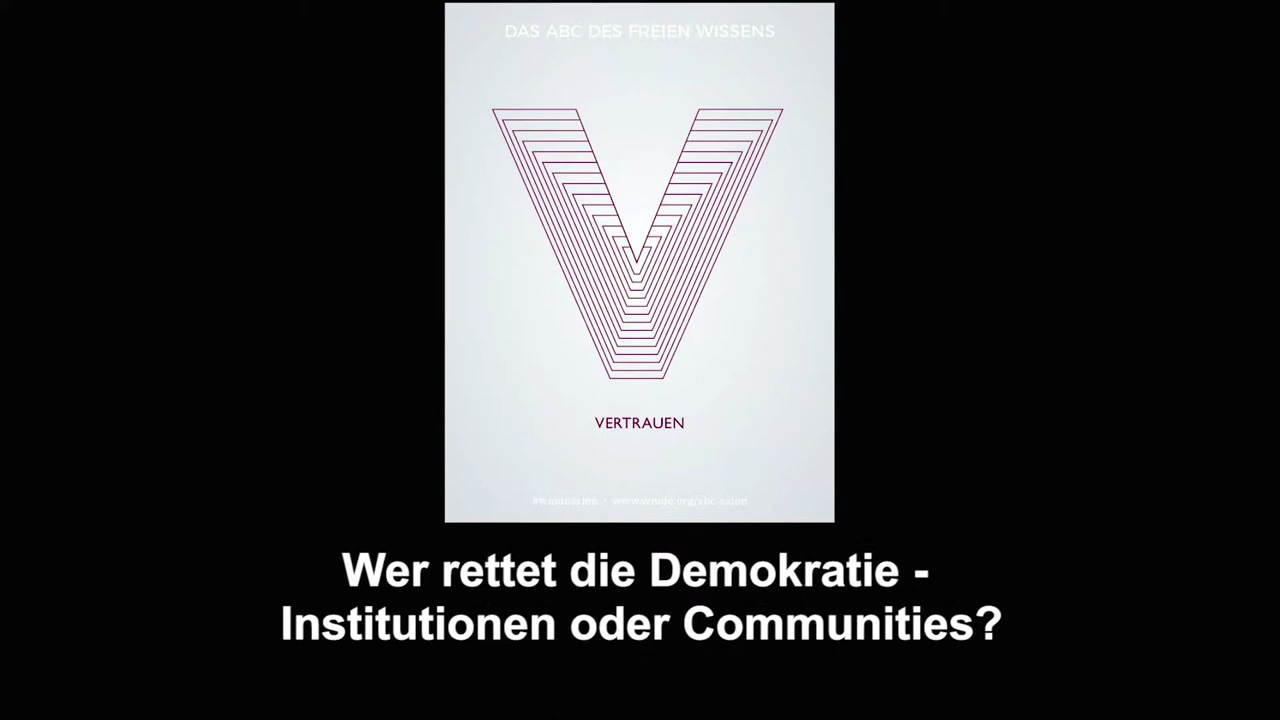 DAS ABC DES FREIEN WISSENS
V
VERTRAUEN
Wer rettet die Demokratie -
Institutionen oder Communities?